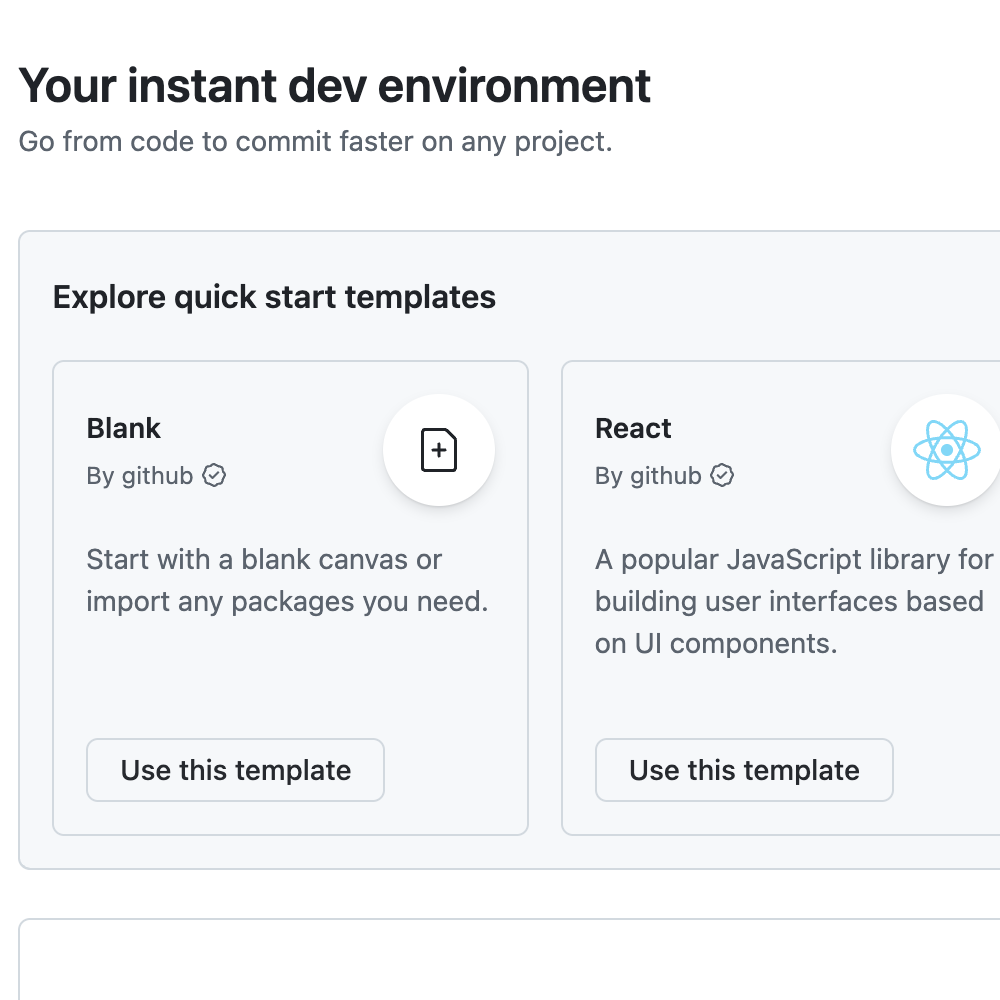 Your instant dev environment
Go from code to commit faster on any project.
Explore quick start templates
Blank
By github
Start with a blank canvas or
import any packages you need.
Use this template
React
By github
A popular JavaScript library for
building user interfaces based
on UI components.
Use this template